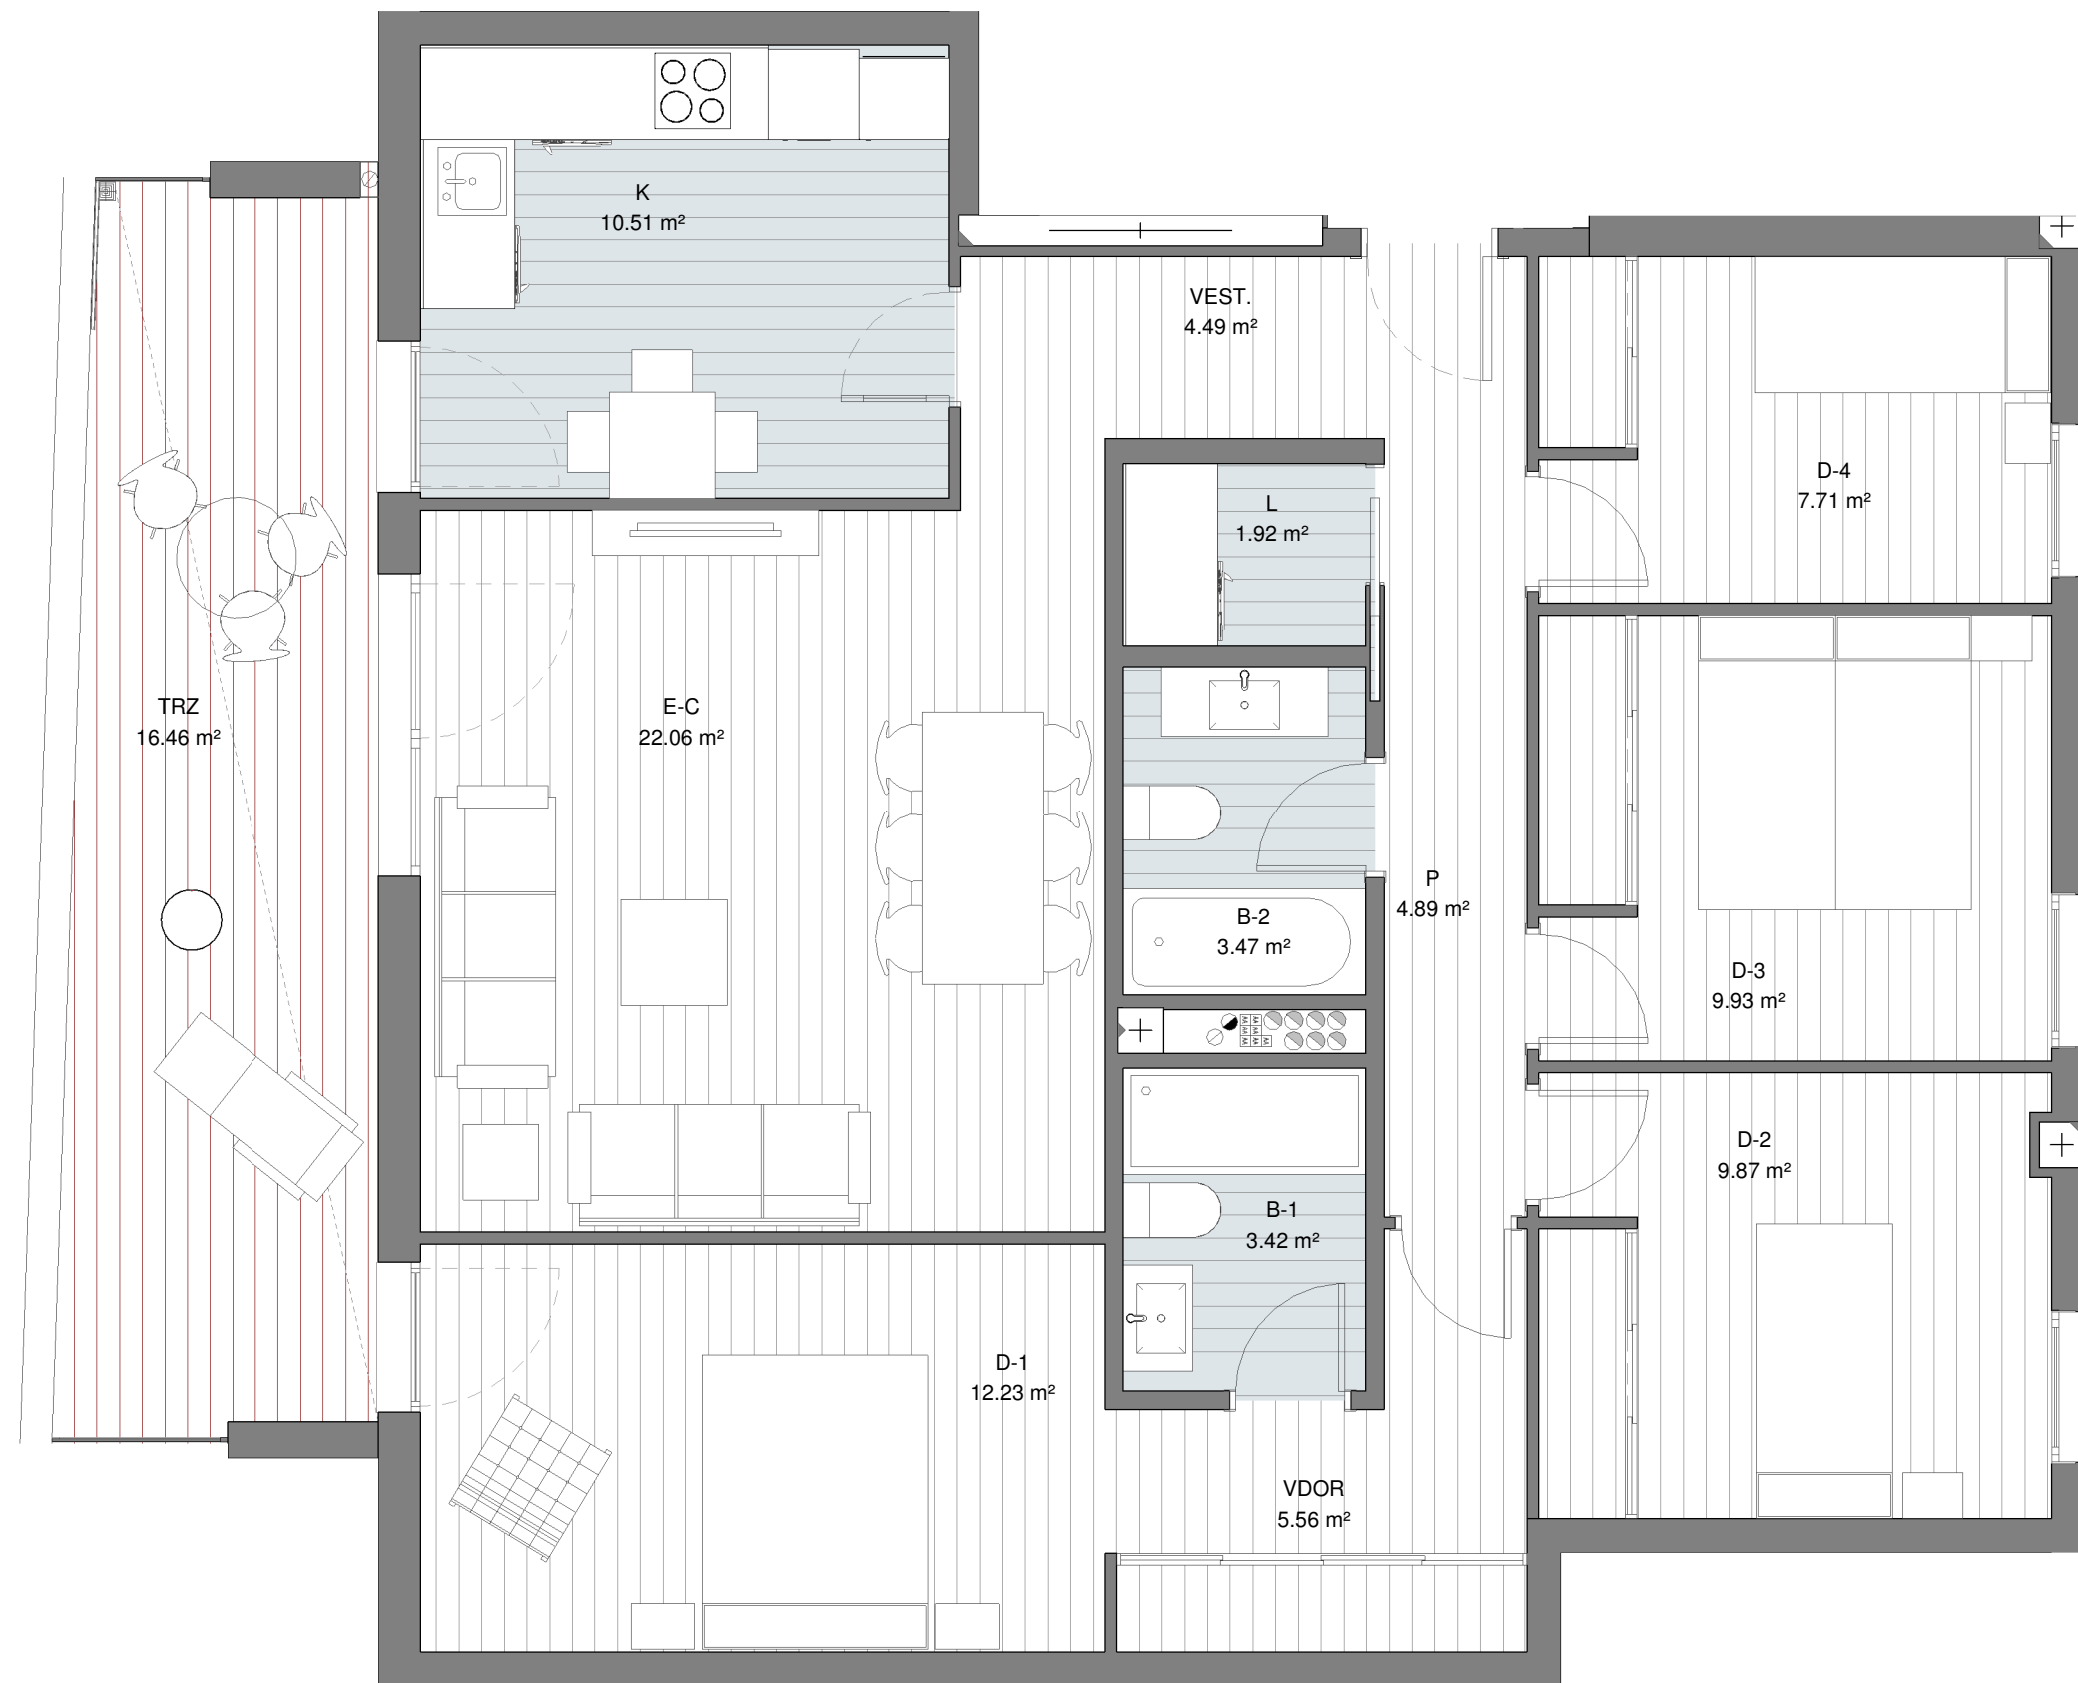 K
10.51 m²
VEST.
4.49 m²
D-4
7.71 m²
L
1.92 m²
TRZ
16.46 m²
E-C
22.06 m²
P
4.89 m²
B-2
3.47 m²
D-3
9.93 m²
D-2
9.87 m²
B-1
3.42 m²
D-1
12.23 m²
VDOR
5.56 m²